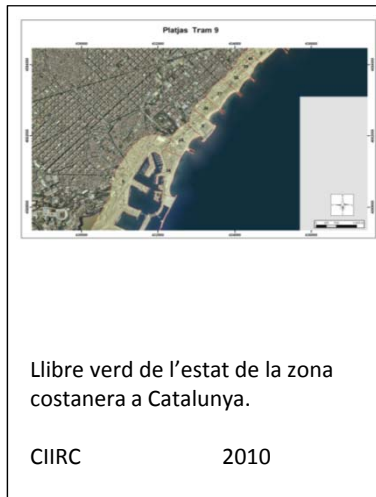 Platjas Tram 9
Llibre verd de l’estat de la zona
costanera a Catalunya.
CIIRC 2010